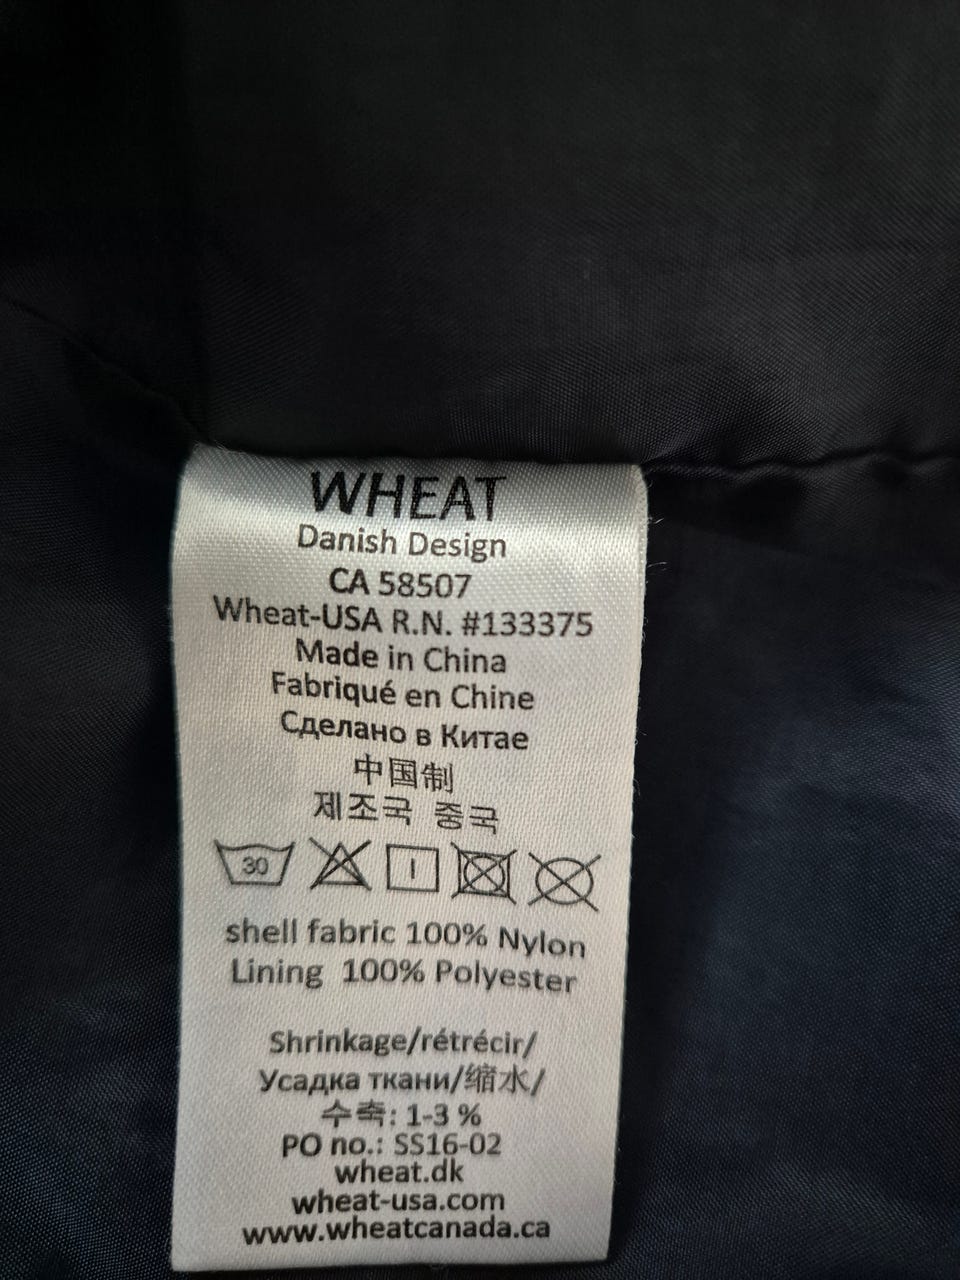 WHEAT
Danish Design
CA 58507
Wheat-USA R.N. #133375
Made in China
Fabriqué en Chine
Сделано в Китае
中国制
제조국 중국
30
shell fabric 100% Nylon
Lining 100% Polyester
Shrinkage/rétrécir/
Усадка ткани/缩水/
수축: 1-3 %
PO no.: SS16-02
wheat.dk
wheat-usa.com
www.wheatcanada.ca